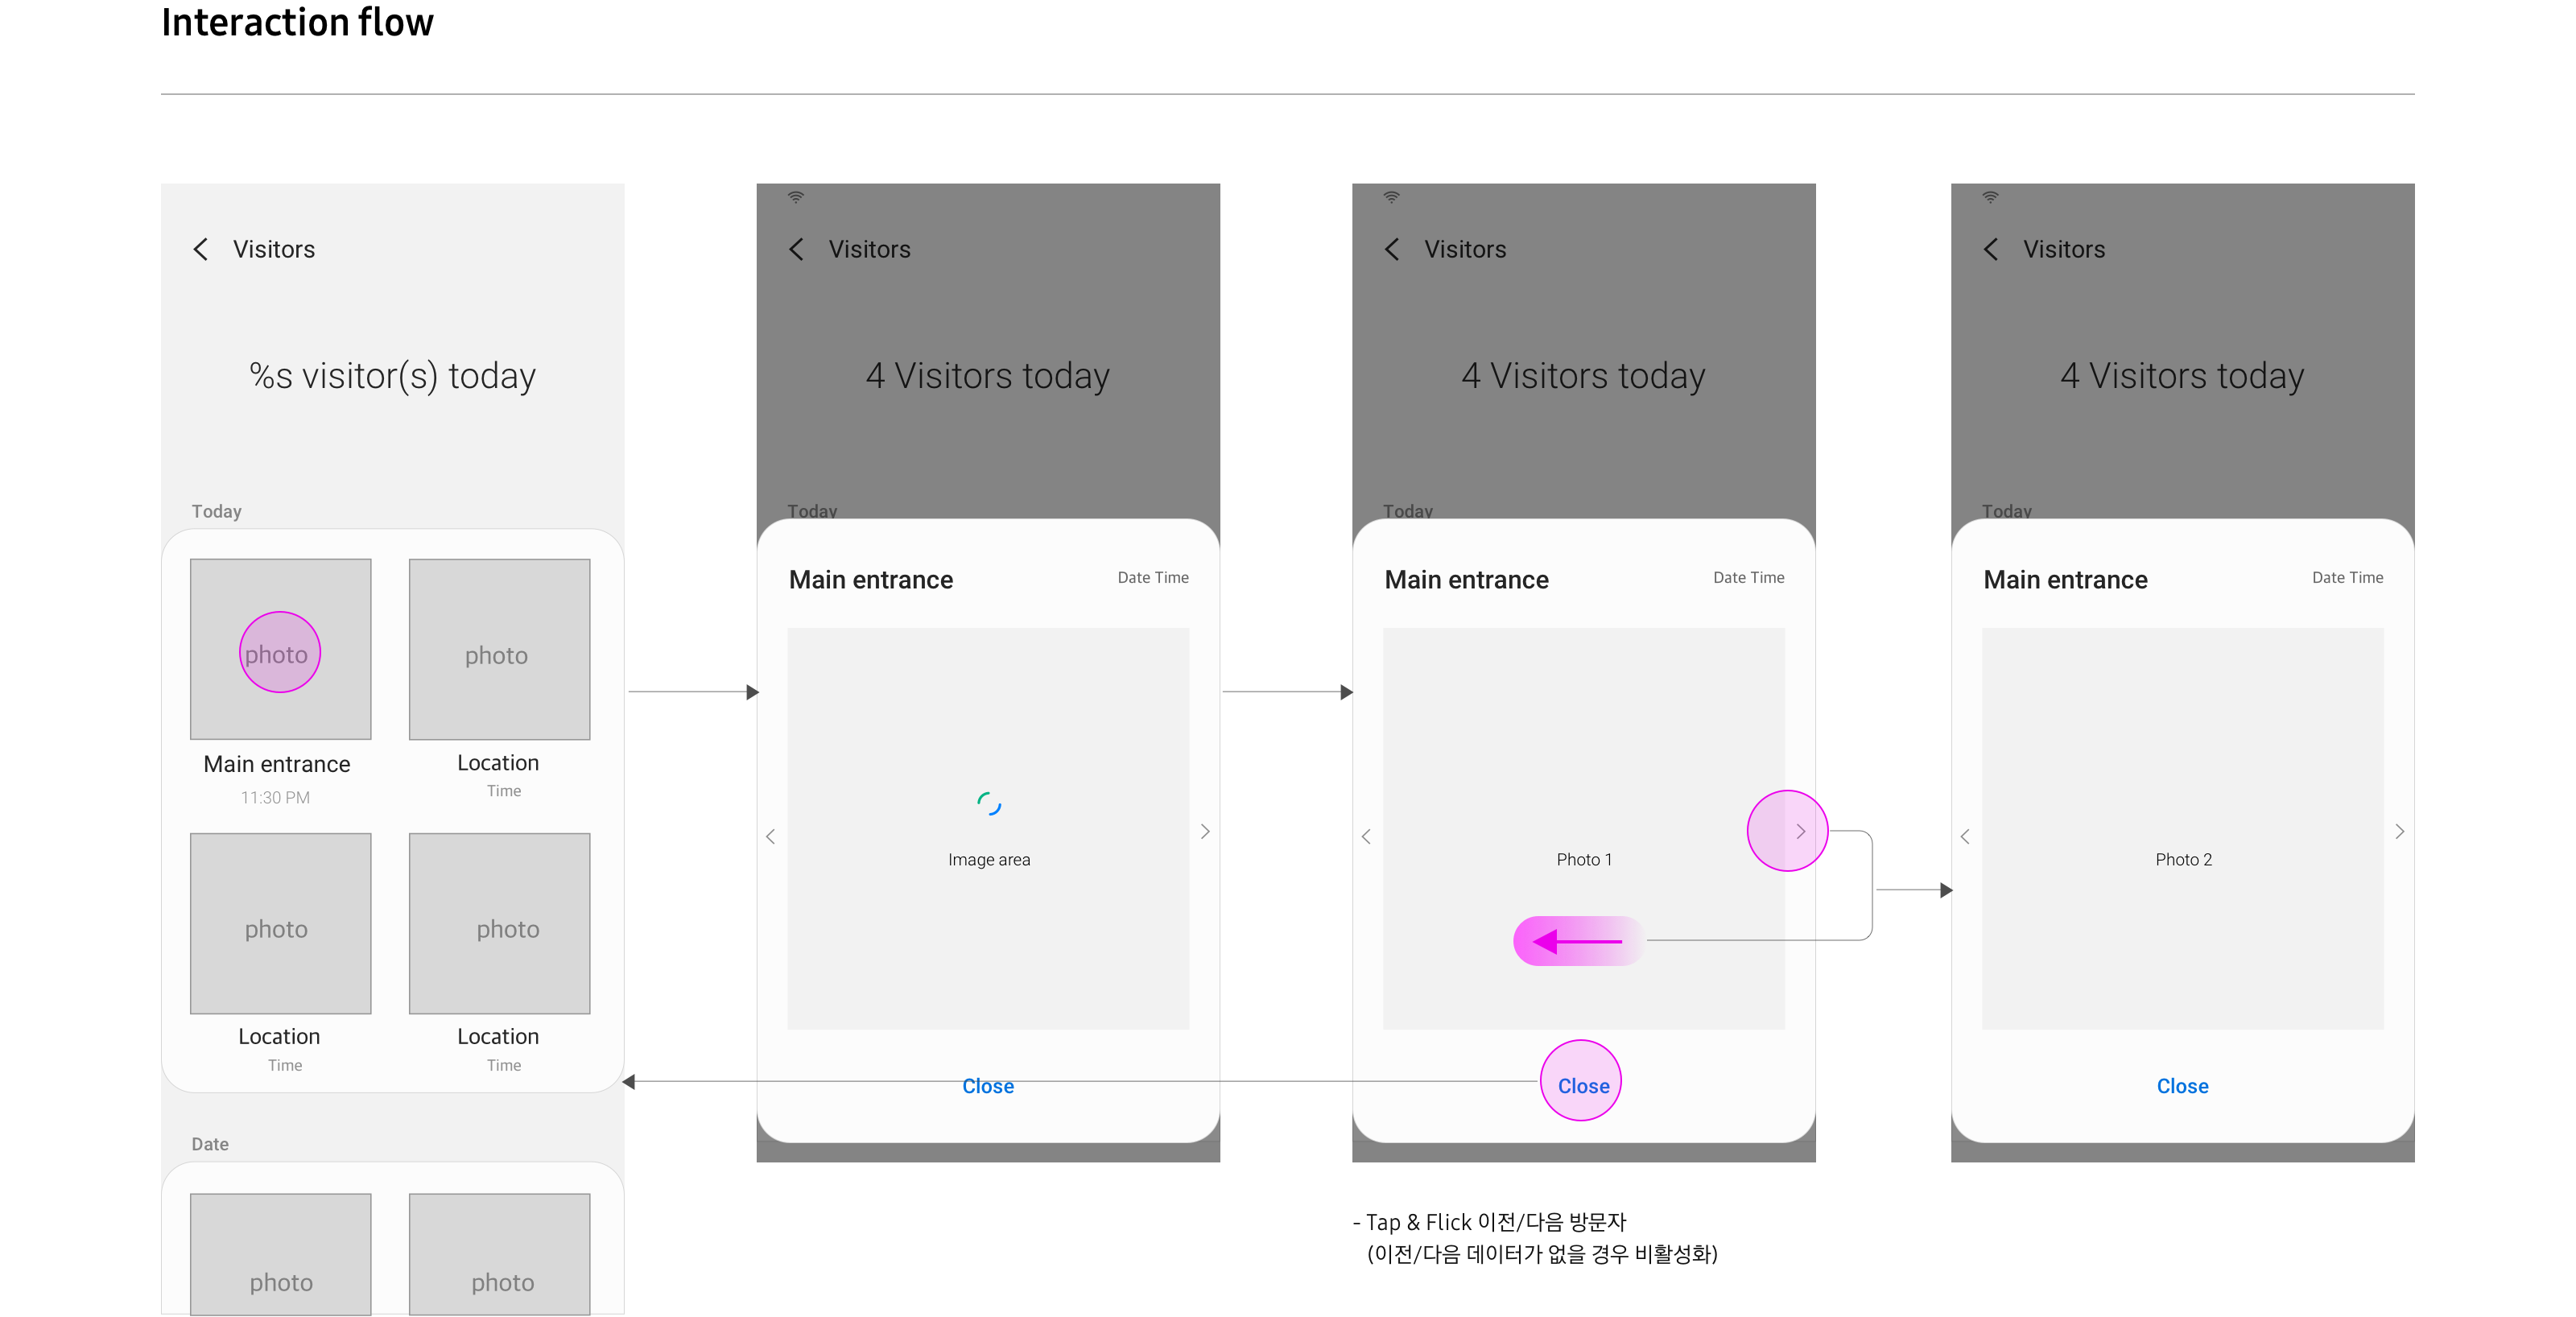 Interaction flow
Visitors
%s visitor(s) today
Today
photo
photo
Main entrance
11:30 PM
Location
Time
photo
photo
Location
Time
Location
Time
Date
photo
photo
Visitors
4 Visitors today
Today
Main entrance
Date Time
Image area
Close
Visitors
4 Visitors today
Today
Main entrance
Date Time
Photo 1
Close
- Tap & Flick 이전/다음 방문자
(이전/다음 데이터가 없을 경우 비활성화)
Visitors
4 Visitors today
Today
Main entrance
Date Time
Photo 2
Close